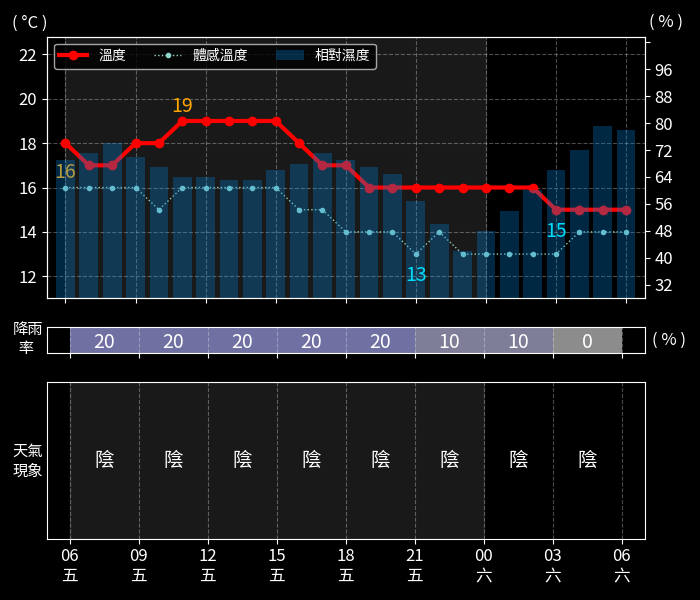 ( °C )
( % )
溫度
體感溫度
相對濕度
22
20
18
16
14
12
96
88
80
72
64
56
48
40
32
16
19
13
15
降雨
率
20
20
20
20
20
10
10
0
( % )
天氣
現象
陰
陰
陰
陰
陰
陰
陰
陰
06
09
12
15
18
21
00
03
06
五
五
五
五
五
五
六
六
六